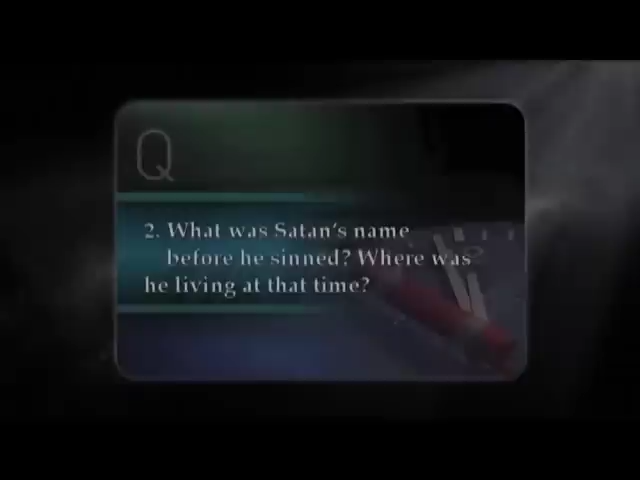 Q
2. What was Satan's name
before he sinned? Where was
he living at that time?